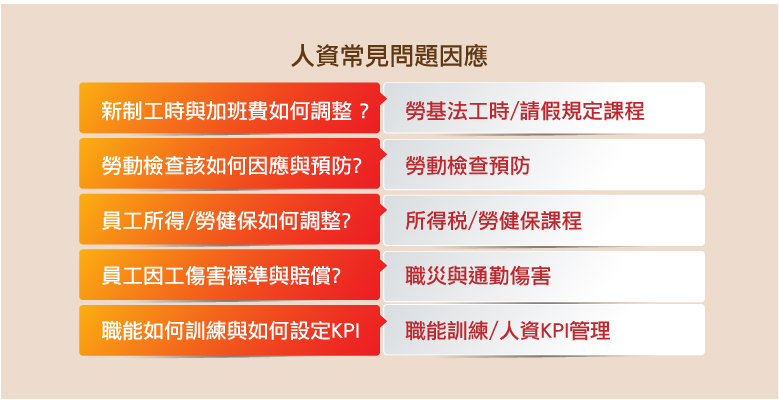 人資常見問題因應
新制工時與加班費如何調整 ? 勞基法工時/請假規定課程
勞動檢查該如何因應與預防? 勞動檢查預防
員工所得/勞健保如何調整? 所得稅/勞健保課程
員工因工傷害標準與賠償? 職災與通勤傷害
職能如何訓練與如何設定KPI 職能訓練/人資KPI管理